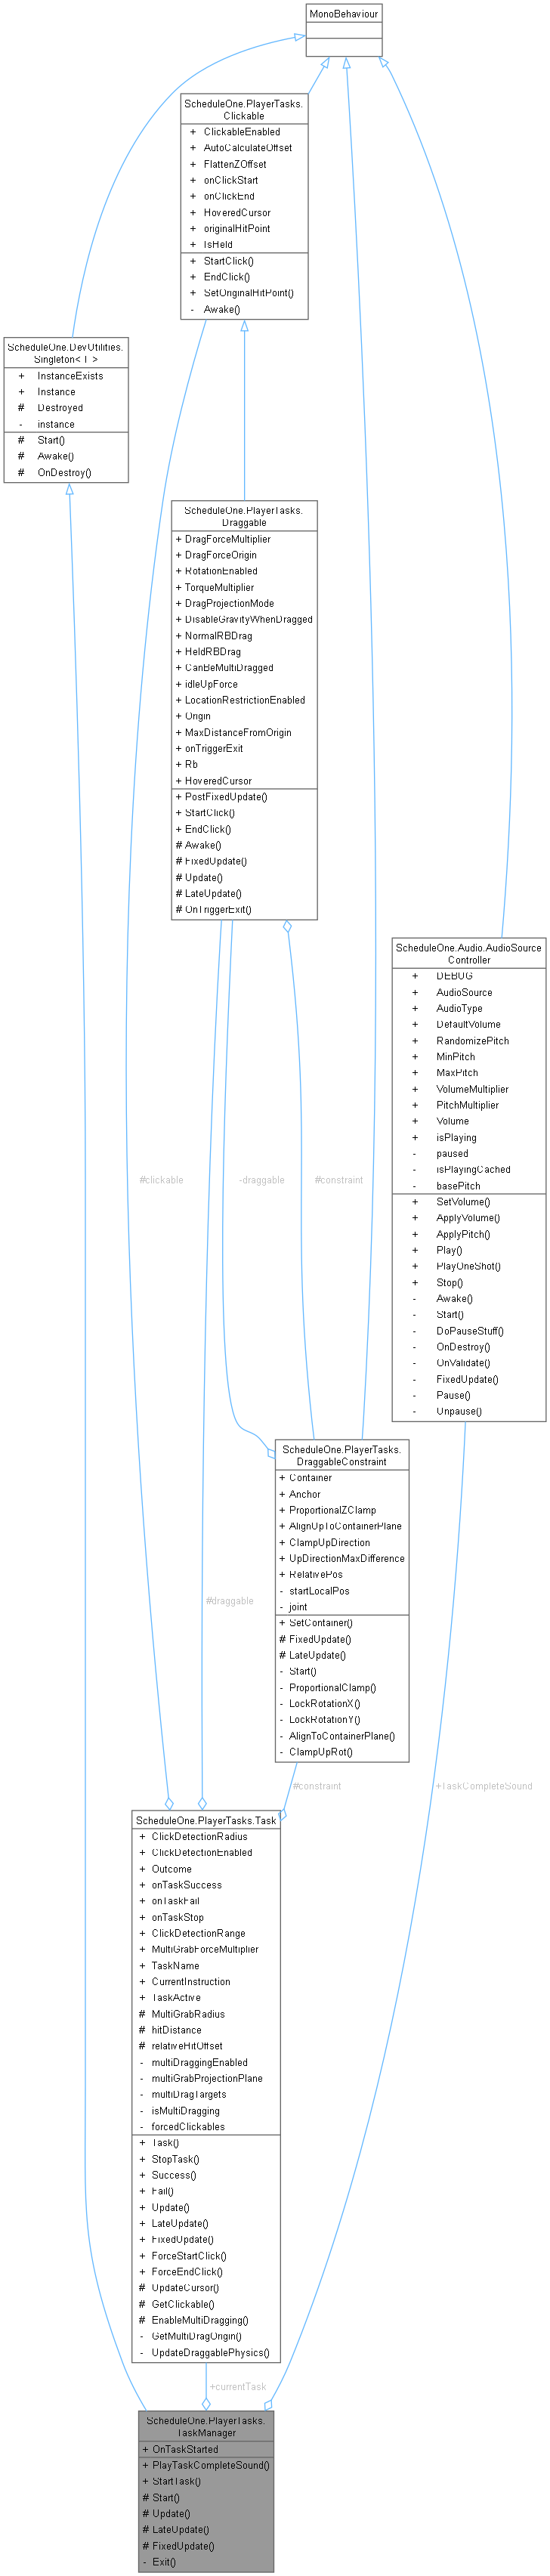 MonoBehaviour
ScheduleOne.PlayerTasks.
Clickable
+ ClickableEnabled
+ AutoCalculateOffset
+ FlattenZOffset
+ onClickStart
+ onClickEnd
+ HoveredCursor
+ originalHitPoint
+ IsHeld
+ StartClick()
+ EndClick()
+ SetOriginalHitPoint()
- Awake()
ScheduleOne.DevUtilities.
Singleton< T >
+ InstanceExists
+ Instance
# Destroyed
- instance
# Start()
# Awake()
# OnDestroy()
ScheduleOne.PlayerTasks.
Draggable
+ DragForceMultiplier
+ DragForceOrigin
+ RotationEnabled
+ TorqueMultiplier
+ DragProjectionMode
+ DisableGravityWhenDragged
+ NormalRBDrag
+ HeldRBDrag
+ CanBeMultiDragged
+ idleUpForce
+ LocationRestrictionEnabled
+ Origin
+ MaxDistanceFromOrigin
+ onTriggerExit
+ Rb
+ HoveredCursor
+ PostFixedUpdate()
+ StartClick()
+ EndClick()
# Awake()
# FixedUpdate()
# Update()
# LateUpdate()
# OnTriggerExit()
ScheduleOne.Audio.AudioSource
Controller
+ DEBUG
+ AudioSource
+ AudioType
+ DefaultVolume
+ RandomizePitch
+ MinPitch
+ MaxPitch
+ VolumeMultiplier
+ PitchMultiplier
+ Volume
+ isPlaying
- paused
- isPlayingCached
- basePitch
+ SetVolume()
+ ApplyVolume()
+ ApplyPitch()
+ Play()
+ PlayOneShot()
+ Stop()
- Awake()
- Start()
- DoPauseStuff()
- OnDestroy()
- OnValidate()
- FixedUpdate()
- Pause()
- Unpause()
#clickable
-draggable
#constraint
ScheduleOne.PlayerTasks.
DraggableConstraint
+ Container
+ Anchor
+ ProportionalZClamp
+ AlignUpToContainerPlane
+ ClampUpDirection
+ UpDirectionMaxDifference
+ RelativePos
- startLocalPos
- joint
+ SetContainer()
# FixedUpdate()
# LateUpdate()
- Start()
- ProportionalClamp()
- LockRotationX()
- LockRotationY()
- AlignToContainerPlane()
- ClampUpRot()
#draggable
#constraint
+TaskCompleteSound
ScheduleOne.PlayerTasks.Task
+ ClickDetectionRadius
+ ClickDetectionEnabled
+ Outcome
+ onTaskSuccess
+ onTaskFail
+ onTaskStop
+ ClickDetectionRange
+ MultiGrabForceMultiplier
+ TaskName
+ CurrentInstruction
+ TaskActive
# MultiGrabRadius
# hitDistance
# relativeHitOffset
- multiDraggingEnabled
- multiGrabProjectionPlane
- multiDragTargets
- isMultiDragging
- forcedClickables
+ Task()
+ StopTask()
+ Success()
+ Fail()
+ Update()
+ LateUpdate()
+ FixedUpdate()
+ ForceStartClick()
+ ForceEndClick()
# UpdateCursor()
# GetClickable()
# EnableMultiDragging()
- GetMultiDragOrigin()
- UpdateDraggablePhysics()
+currentTask
ScheduleOne.PlayerTasks.
TaskManager
+ OnTaskStarted
+ PlayTaskCompleteSound()
+ StartTask()
# Start()
# Update()
# LateUpdate()
# FixedUpdate()
- Exit()